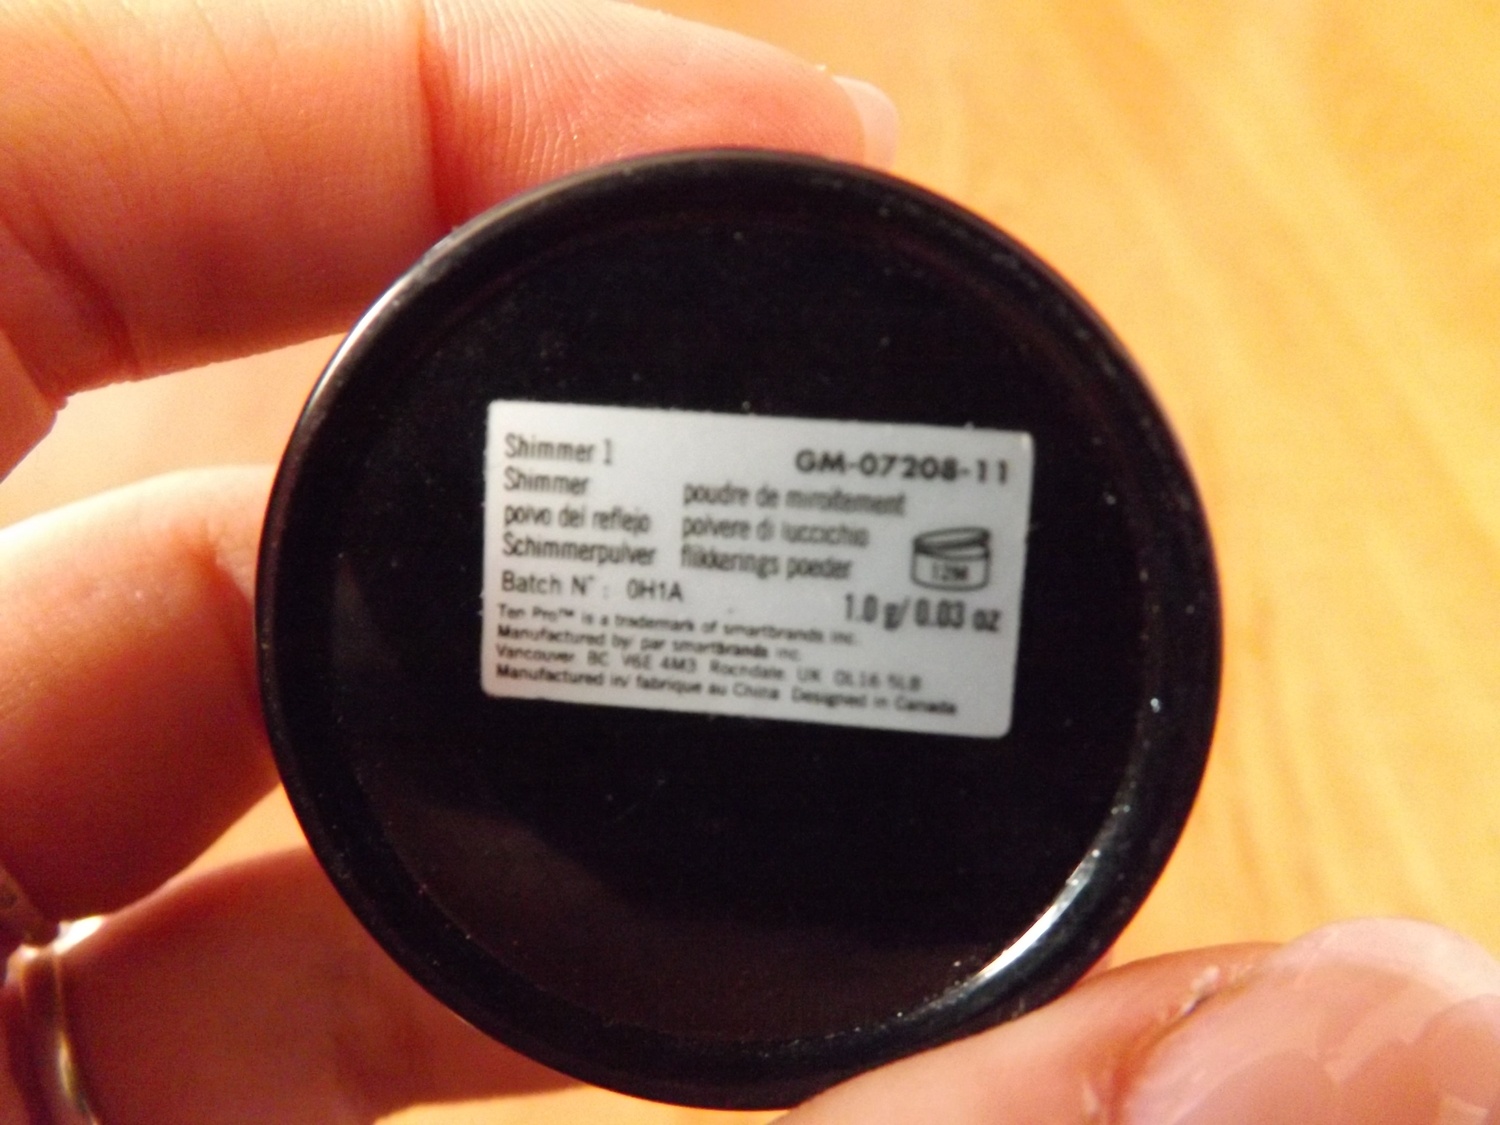 Shimmer 1 GM-07208-11
Shimmer poudre de miroitement
polvo del reflejo polvere di luccichio
Schimmerpulver flikkerings poeder
12M
Batch N° : 0H1A 1.0 g/ 0.03 oz
Ten Pro™ is a trademark of smartbrands inc.
Manufactured by/ par smartbrands inc.
Vancouver, BC V6E 4M3 Rochdale, UK OL16 5LB
Manufactured in/ fabrique au China Designed in Canada